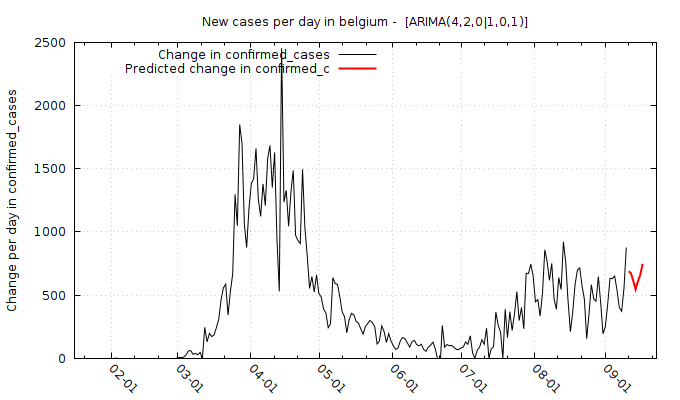 New cases per day in belgium -  [ARIMA(4,2,0|1,0,1)]
Change in confirmed_cases
Predicted change in confirmed_c
Change per day in confirmed_cases
2500
2000
1500
1000
500
0
02-01 03-01 04-01 05-01 06-01 07-01 08-01 09-01